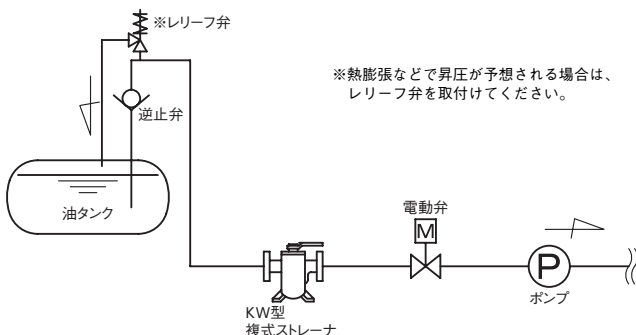 ※レリーフ弁
※熱膨張などで昇圧が予想される場合は、
レリーフ弁を取付けてください。
逆止弁
油タンク
電動弁
M
P
ポンプ
KW型
複式ストレーナ